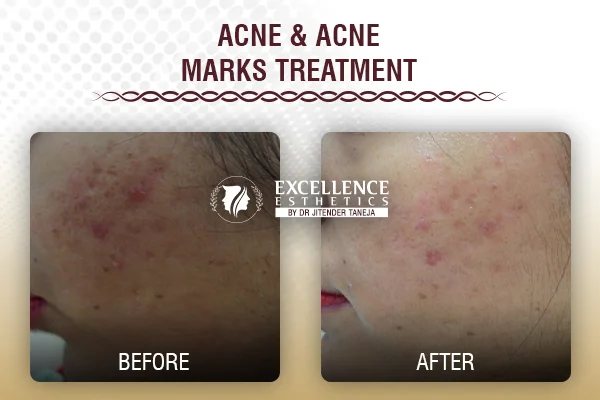 ACNE & ACNE
MARKS TREATMENT
EXCELLENCE
ESTHETICS
BY DR JITENDER TANEJA
BEFORE
AFTER